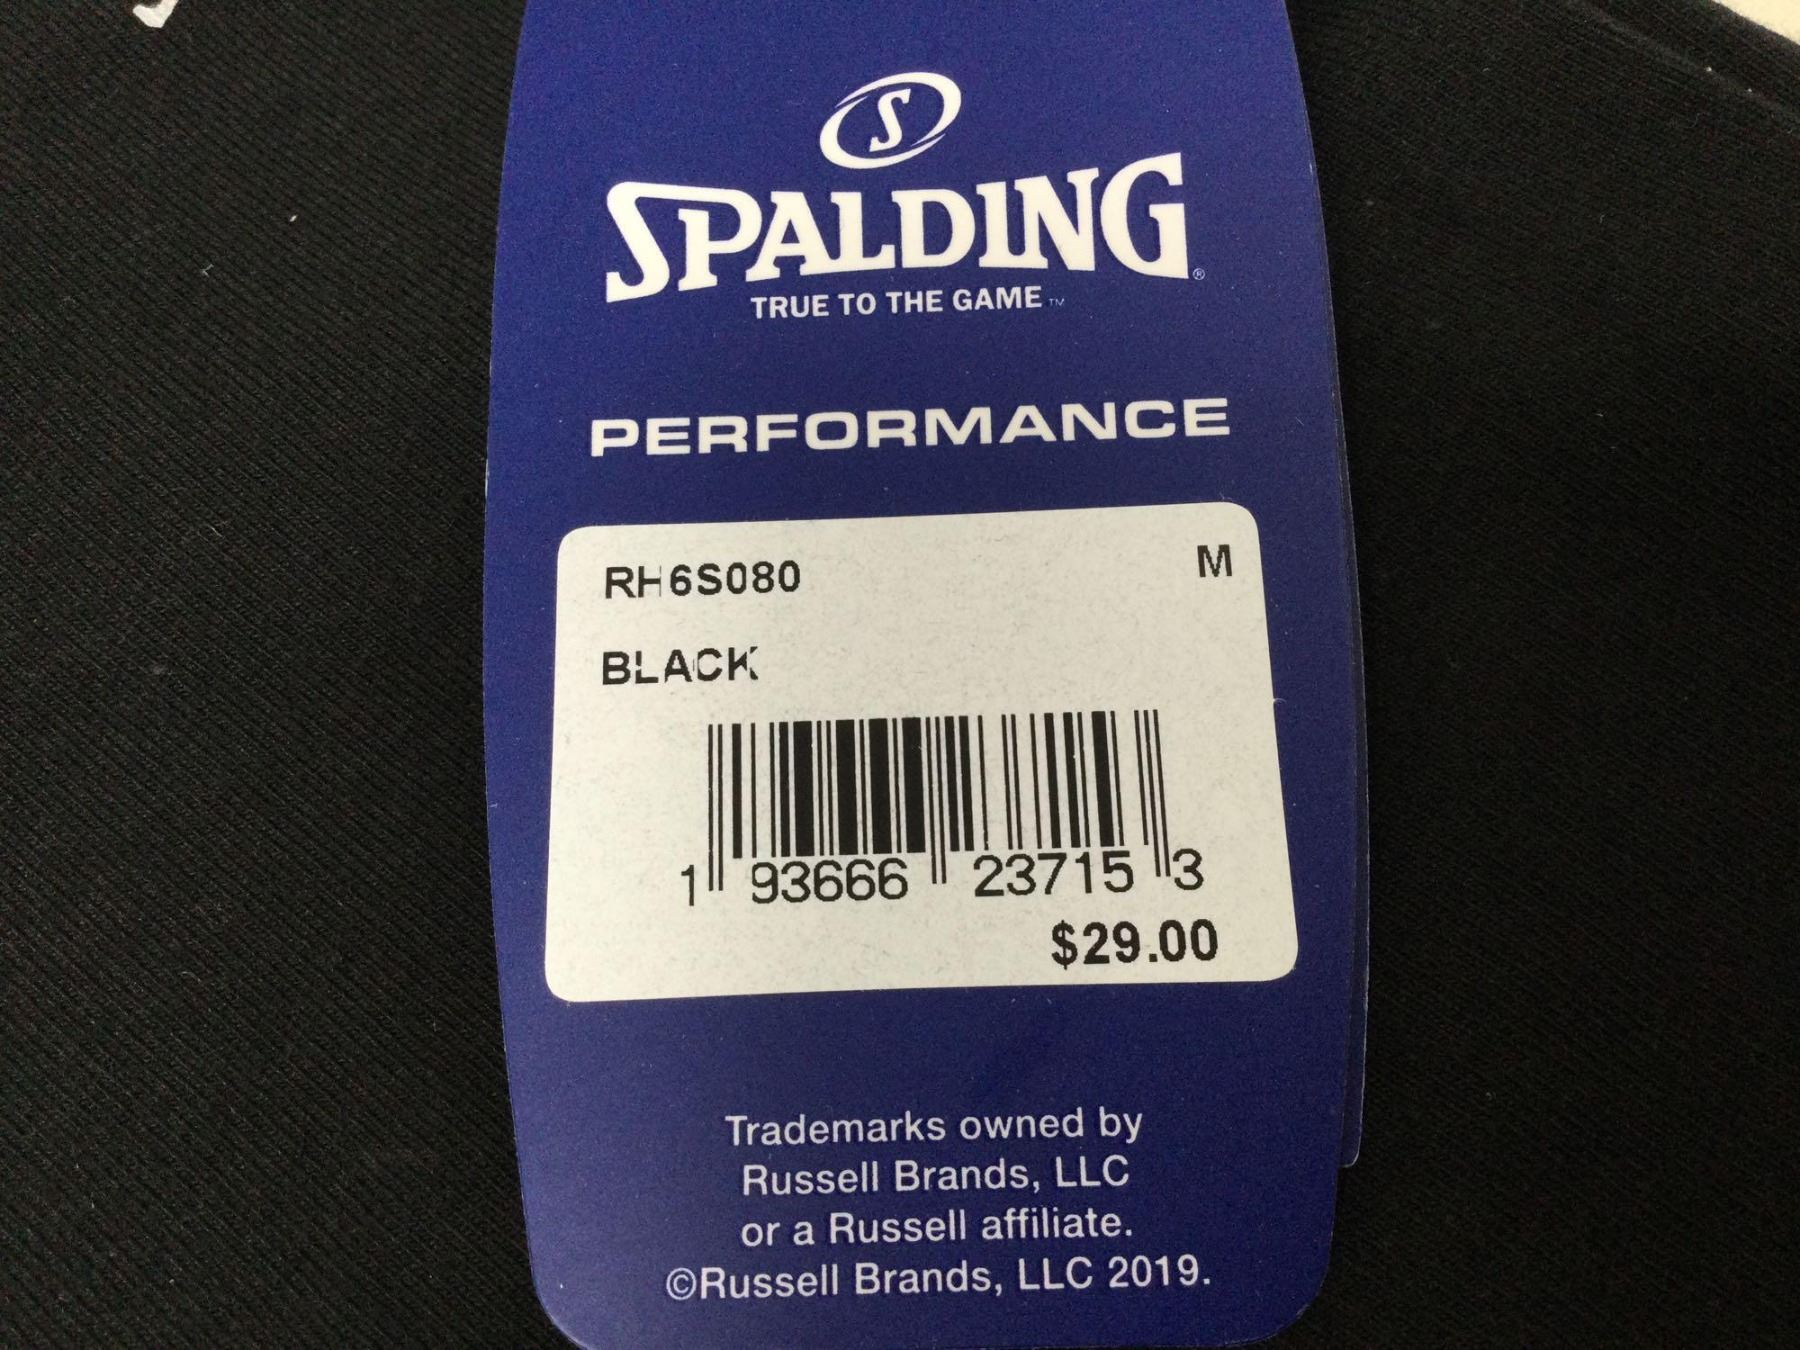 S
SPALDING®
TRUE TO THE GAME™
PERFORMANCE
RH6S080 M
BLACK
1 93666 23715 3
$29.00
Trademarks owned by
Russell Brands, LLC
or a Russell affiliate.
©Russell Brands, LLC 2019.